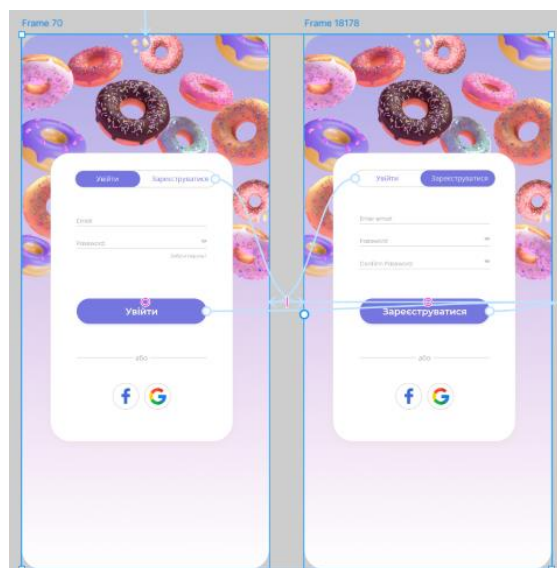 Frame 70
Frame 18178
Увійти Зареєструватися
Email
Password
Увійти
або
Увійти Зареєструватися
Enter email
Password
Confirm Password
Зареєструватися
або